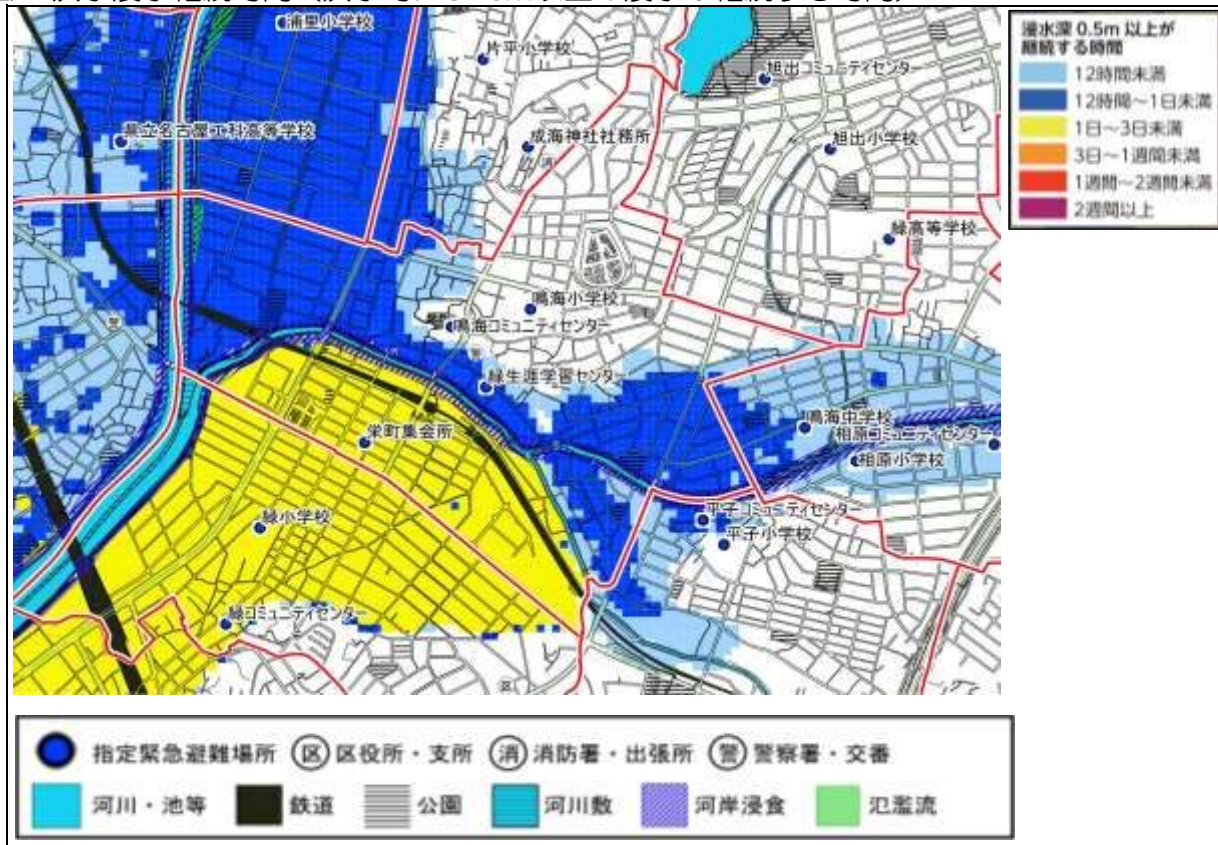 浸水深 0.5m 以上が
継続する時間
12時間未満
12時間～1日未満
1日～3日未満
3日～1週間未満
1週間～2週間未満
2週間以上
浦里小学校
片平小学校
旭出コミュニティセンター
県立名古屋工科高等学校
成海神社社務所
旭出小学校
緑高等学校
鳴海小学校
鳴海コミュニティセンター
緑生涯学習センター
鳴海中学校
栄町集会所
相原コミュニティセンター
相原小学校
緑小学校
平子コミュニティセンター
平子小学校
緑コミュニティセンター
指定緊急避難場所 区 区役所・支所 消 消防署・出張所 警 警察署・交番
河川・池等 鉄道 公園 河川敷 河岸浸食 氾濫流